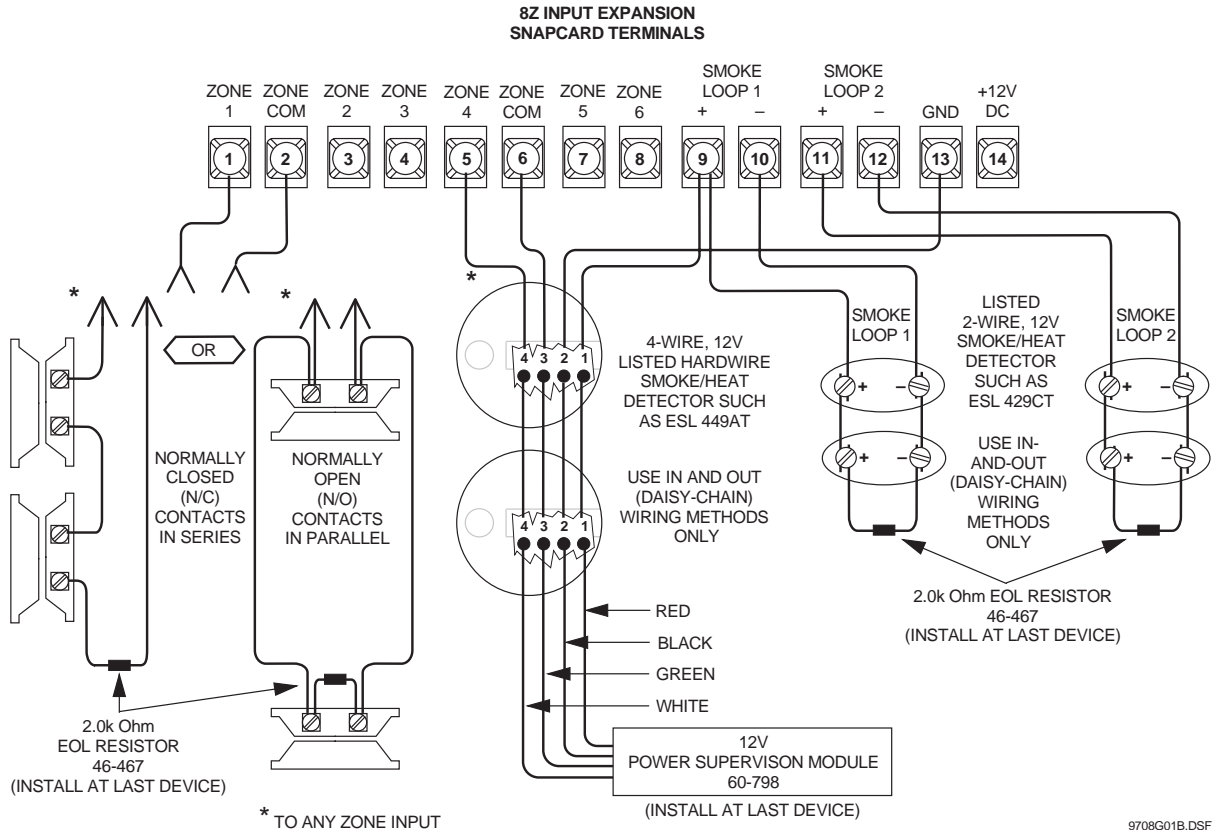 8Z INPUT EXPANSION
SNAPCARD TERMINALS
ZONE
1
ZONE
COM
ZONE
2
ZONE
3
ZONE
4
ZONE
COM
ZONE
5
ZONE
6
SMOKE
LOOP 1
+
–
SMOKE
LOOP 2
+
–
GND
+12V
DC
1
2
3
4
5
6
7
8
9
10
11
12
13
14
*
*
*
OR
NORMALLY
CLOSED
(N/C)
CONTACTS
IN SERIES
NORMALLY
OPEN
(N/O)
CONTACTS
IN PARALLEL
4 3 2 1
4-WIRE, 12V
LISTED HARDWIRE
SMOKE/HEAT
DETECTOR SUCH
AS ESL 449AT
4 3 2 1
USE IN AND OUT
(DAISY-CHAIN)
WIRING METHODS
ONLY
SMOKE
LOOP 1
+ –
+ –
LISTED
2-WIRE, 12V
SMOKE/HEAT
DETECTOR
SUCH AS
ESL 429CT
USE IN-
AND-OUT
(DAISY-CHAIN)
WIRING
METHODS
ONLY
SMOKE
LOOP 2
+ –
+ –
2.0k Ohm EOL RESISTOR
46-467
(INSTALL AT LAST DEVICE)
RED
BLACK
GREEN
WHITE
2.0k Ohm
EOL RESISTOR
46-467
(INSTALL AT LAST DEVICE)
12V
POWER SUPERVISON MODULE
60-798
(INSTALL AT LAST DEVICE)
* TO ANY ZONE INPUT
9708G01B.DSF